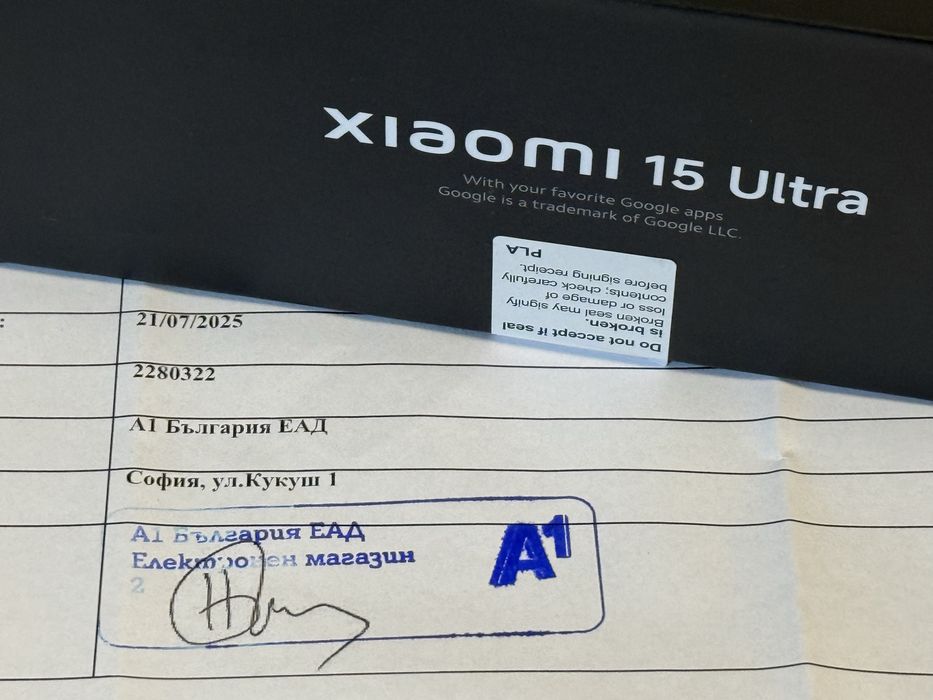 xiaomi 15 Ultra
With your favorite Google apps
Google is a trademark of Google LLC.
Do not accept if seal
is broken.
Broken seal may signify
loss or damage of
contents; check carefully
before signing receipt.
PLA
:
21/07/2025
2280322
А1 България ЕАД
София, ул.Кукуш 1
А1 България ЕАД
Електронен магазин
2
A1